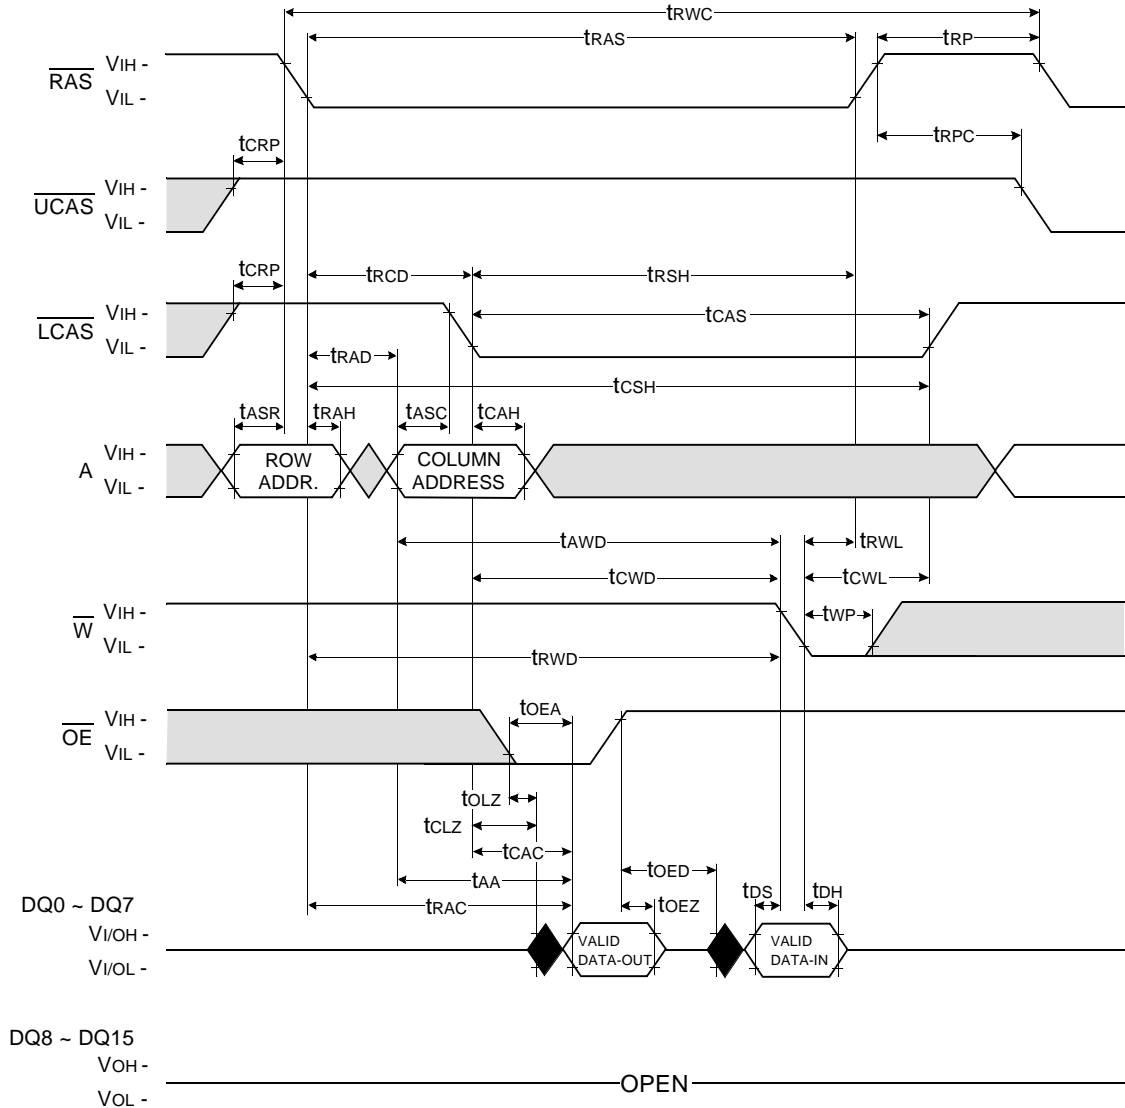 tRWC
tRAS
tRP
RAS
VIH -
VIL -
tCRP
tRPC
UCAS
VIH -
VIL -
tCRP
tRCD
tRSH
LCAS
VIH -
VIL -
tCAS
tRAD
tCSH
tASR
tRAH
tASC
tCAH
A
VIH -
VIL -
ROW
ADDR.
COLUMN
ADDRESS
tAWD
tRWL
tCWD
tCWL
W
VIH -
VIL -
tWP
tRWD
OE
VIH -
VIL -
tOEA
tOLZ
tCLZ
tCAC
tOED
tAA
tDS
tDH
tRAC
tOEZ
DQ0 ~ DQ7
VI/OH -
VI/OL -
VALID
DATA-OUT
VALID
DATA-IN
DQ8 ~ DQ15
VOH -
VOL -
OPEN